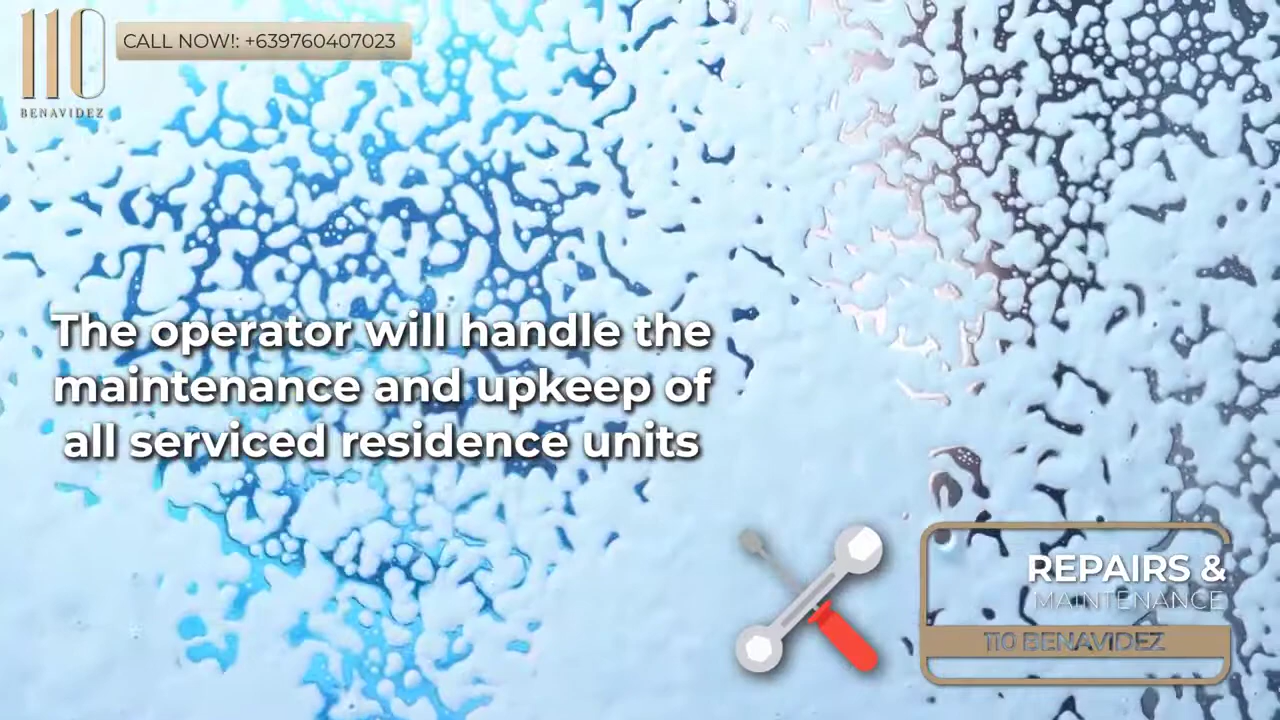 110
BENAVIDEZ
CALL NOW!: +639760407023
The operator will handle the
maintenance and upkeep of
all serviced residence units
REPAIRS &
MAINTENANCE
110 BENAVIDEZ